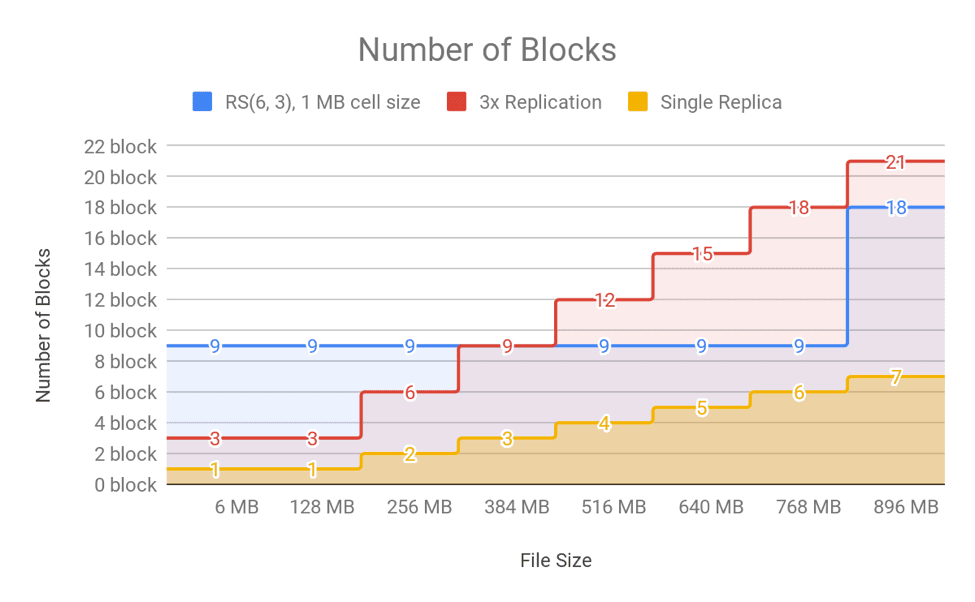 Number of Blocks
RS(6, 3), 1 MB cell size 3x Replication Single Replica
22 block
20 block
18 block
16 block
14 block
12 block
10 block
8 block
6 block
4 block
2 block
0 block
Number of Blocks
9 9 9 9 9 9 18
3 3 6 9 12 15 18 21
1 1 2 3 4 5 6 7
6 MB 128 MB 256 MB 384 MB 516 MB 640 MB 768 MB 896 MB
File Size